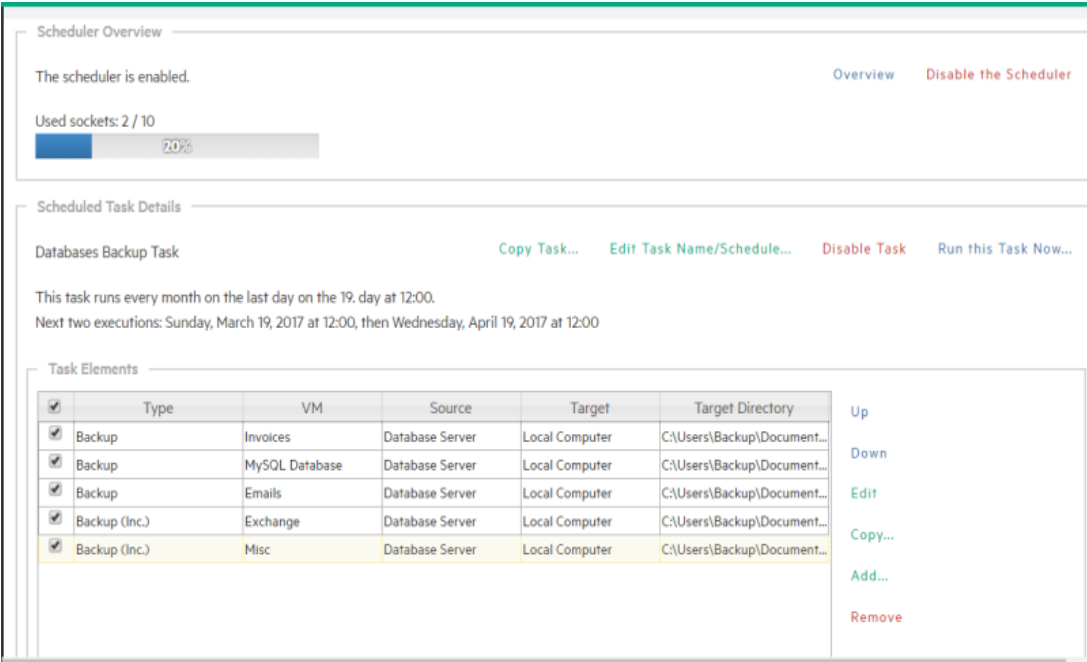 Scheduler Overview
The scheduler is enabled.
Overview Disable the Scheduler
Used sockets: 2 / 10
20%
Scheduled Task Details
Databases Backup Task
Copy Task... Edit Task Name/Schedule... Disable Task Run this Task Now...
This task runs every month on the last day on the 19. day at 12:00.
Next two executions: Sunday, March 19, 2017 at 12:00, then Wednesday, April 19, 2017 at 12:00
Task Elements
Type VM Source Target Target Directory
Backup Invoices Database Server Local Computer C:\Users\Backup\Document...
Backup MySQL Database Database Server Local Computer C:\Users\Backup\Document...
Backup Emails Database Server Local Computer C:\Users\Backup\Document...
Backup (Inc.) Exchange Database Server Local Computer C:\Users\Backup\Document...
Backup (Inc.) Misc Database Server Local Computer C:\Users\Backup\Document...
Up
Down
Edit
Copy...
Add...
Remove